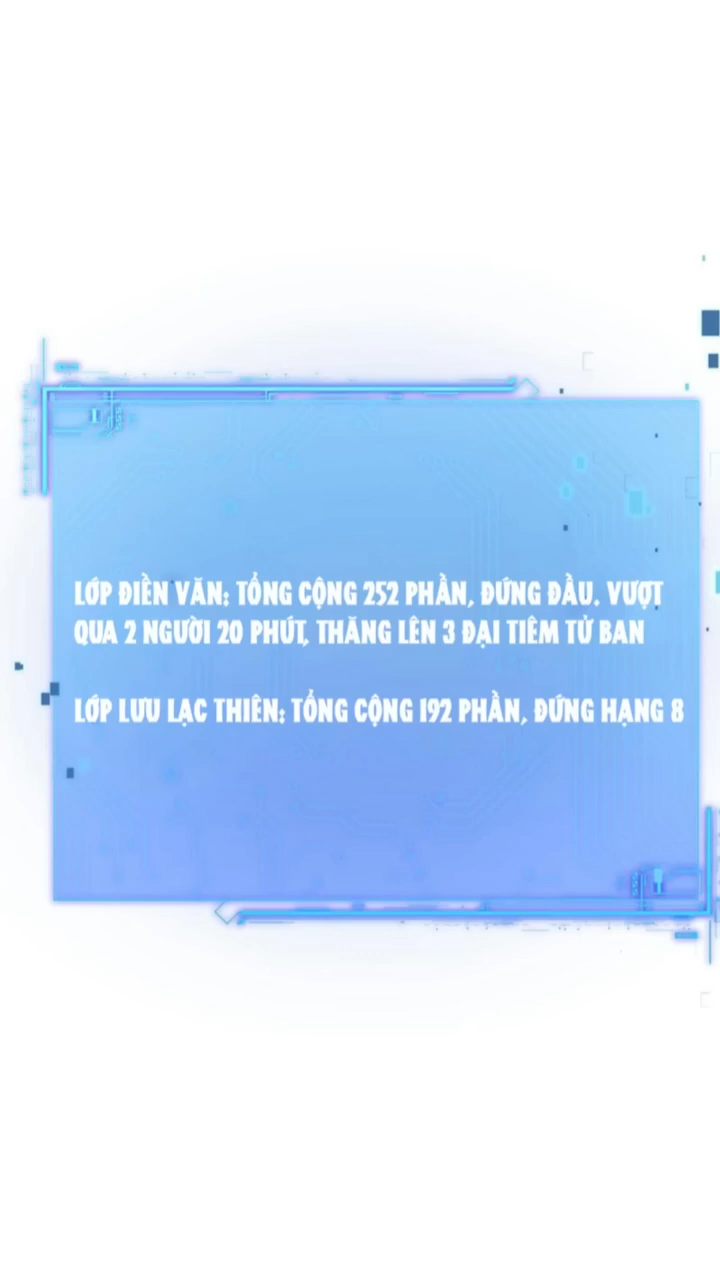 LỚP ĐIỀN VĂN: TỔNG CỘNG 252 PHẦN, ĐỨNG ĐẦU. VƯỢT
QUA 2 NGƯỜI 20 PHÚT, THĂNG LÊN 3 ĐẠI TIỀM TỬ BAN
LỚP LƯU LẠC THIÊN: TỔNG CỘNG 192 PHẦN, ĐỨNG HẠNG 8